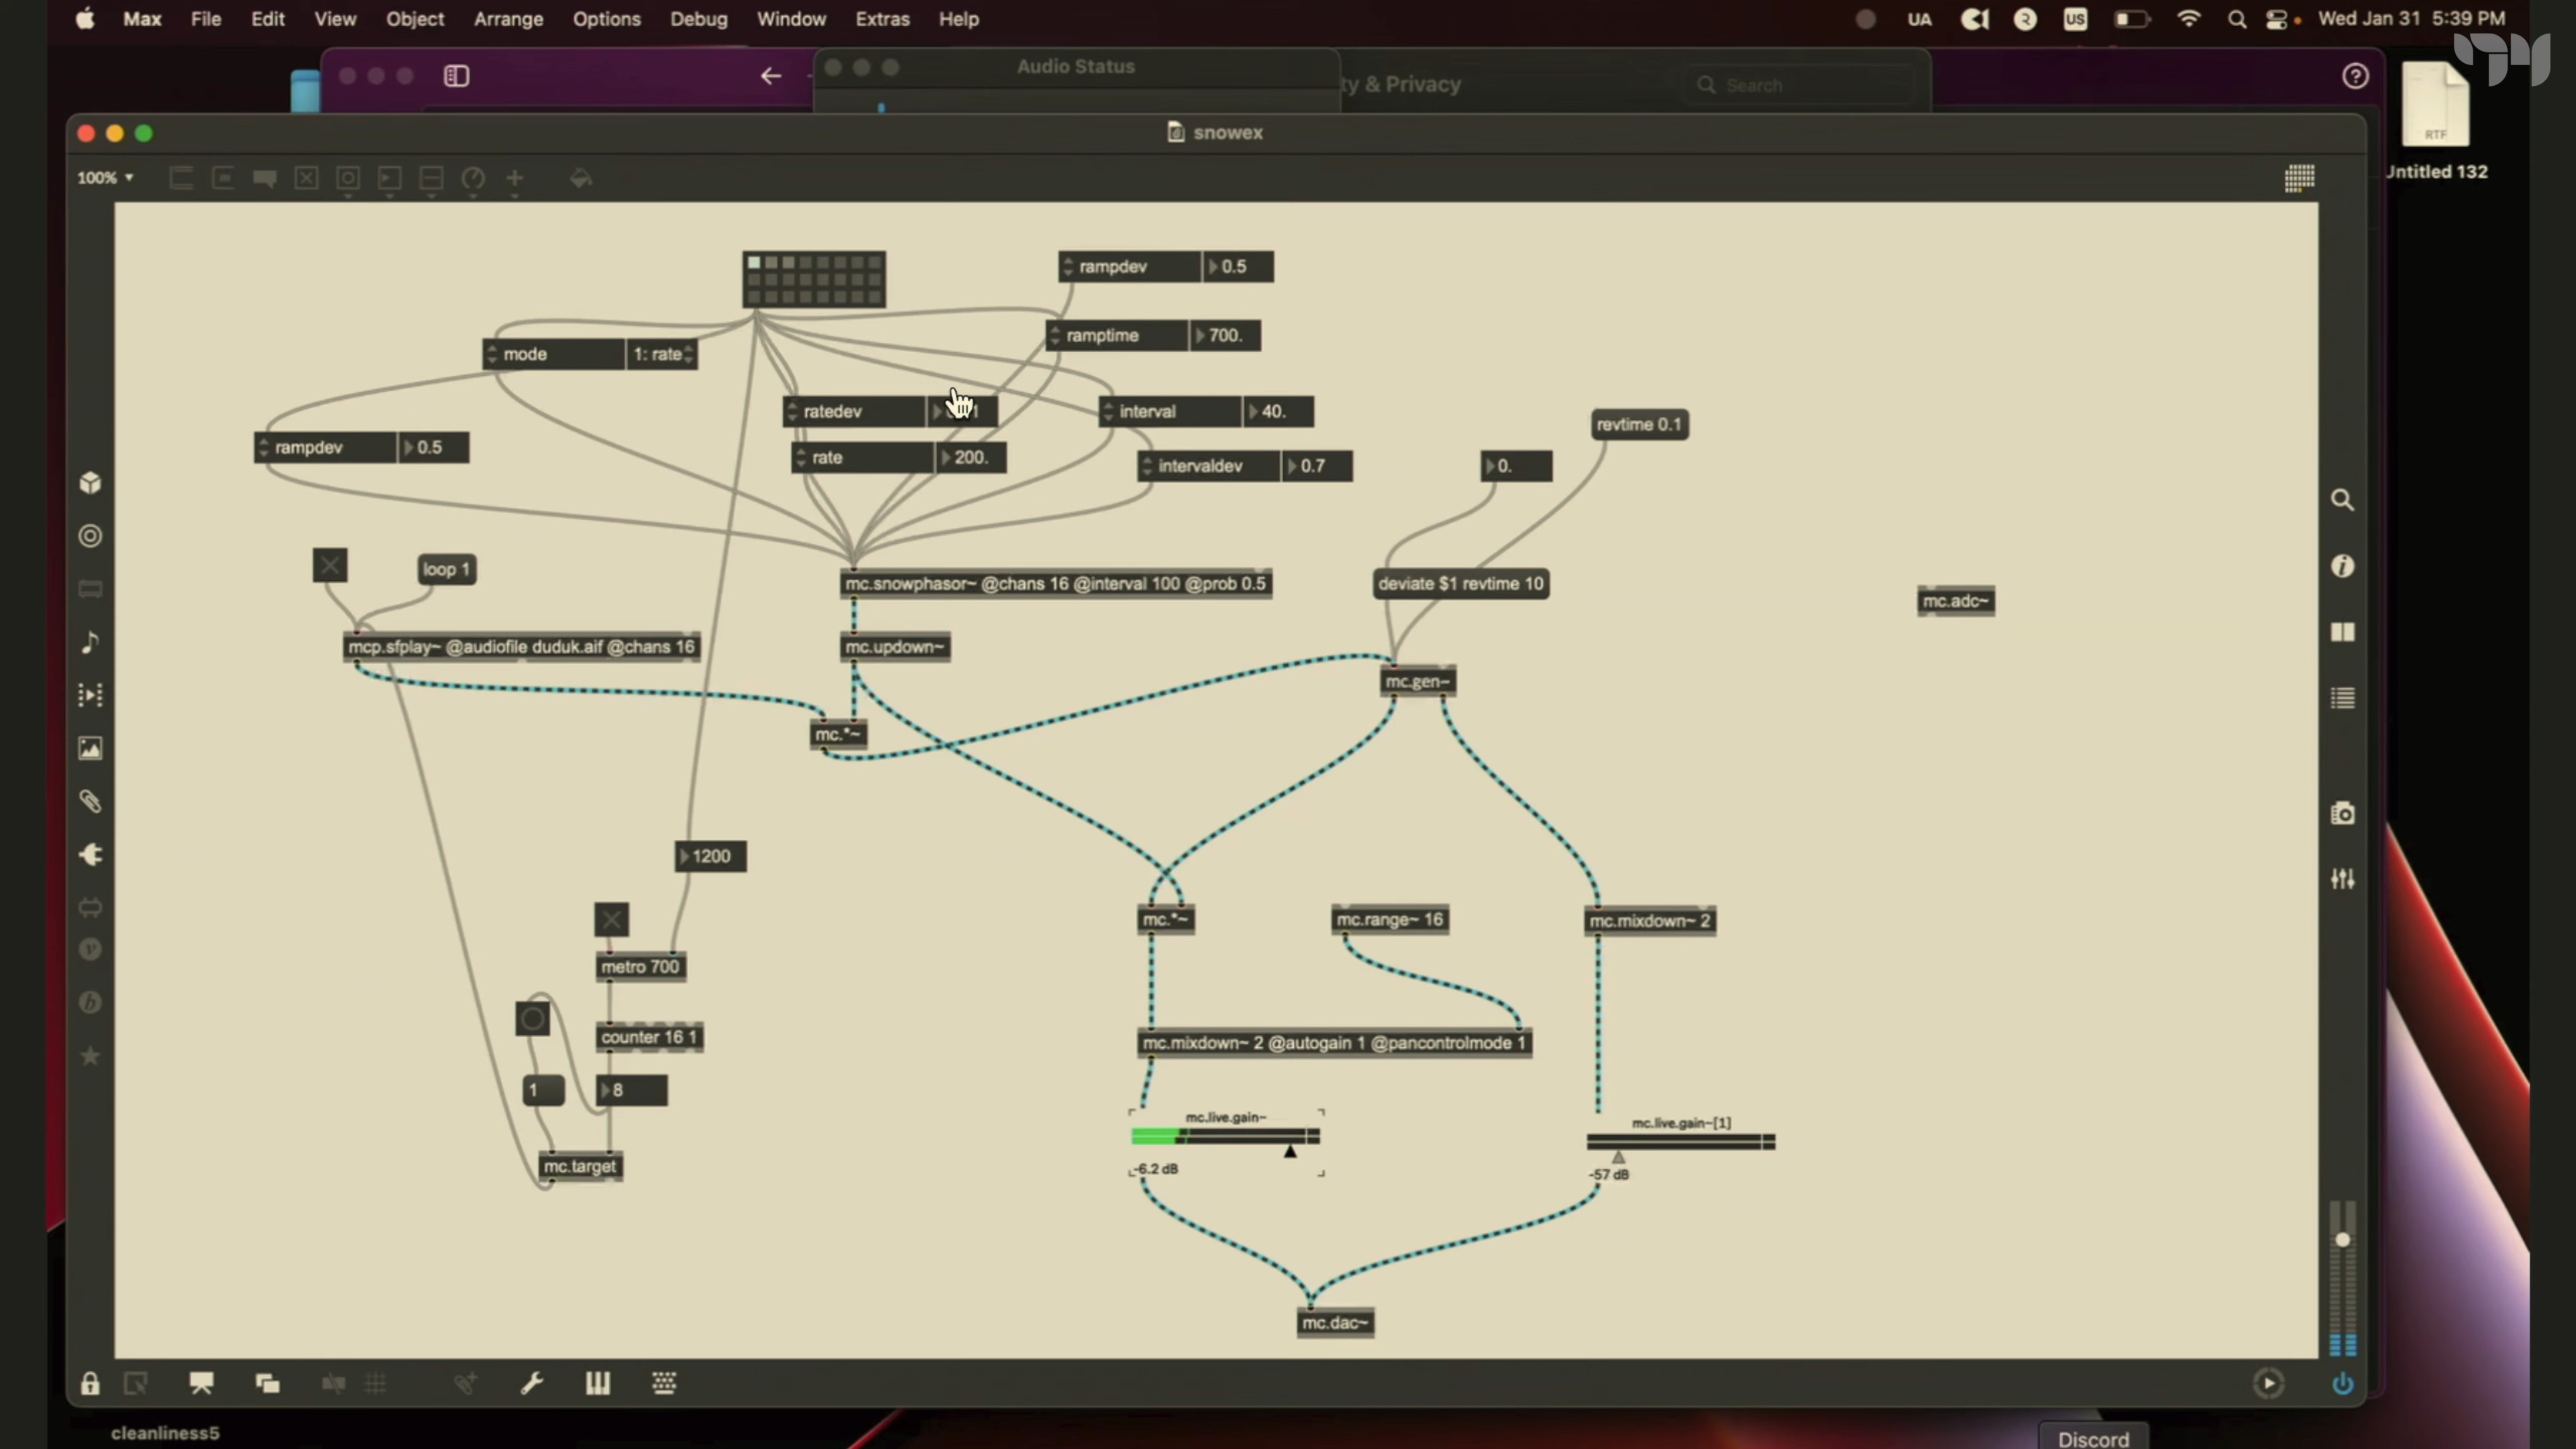 Max File Edit View Object Arrange Options Debug Window Extras Help
UA US Wed Jan 31 5:39 PM
Audio Status
ty & Privacy
Search
snowex
RTF
Untitled 132
100%
rampdev 0.5
ramptime 700.
mode 1: rate
ratedev
interval 40.
revtime 0.1
rampdev 0.5
rate 200.
intervaldev 0.7
0.
loop 1
mc.snowphasor~ @chans 16 @interval 100 @prob 0.5
deviate $1 revtime 10
mc.adc~
mcp.sfplay~ @audiofile duduk.aif @chans 16
mc.updown~
mc.gen~
mc.*~
1200
mc.*~
mc.range~ 16
mc.mixdown~ 2
metro 700
counter 16 1
mc.mixdown~ 2 @autogain 1 @pancontrolmode 1
1
8
mc.live.gain~
mc.live.gain~[1]
mc.target
-6.2 dB
-57 dB
mc.dac~
cleanliness5
Discord